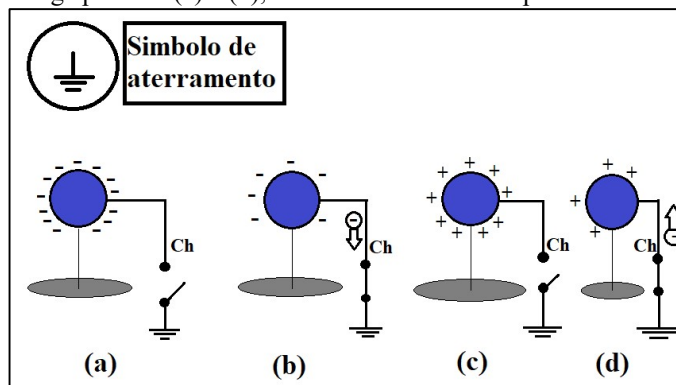 Simbolo de
aterramento
Ch
Ch
Ch
Ch
(a)
(b)
(c)
(d)